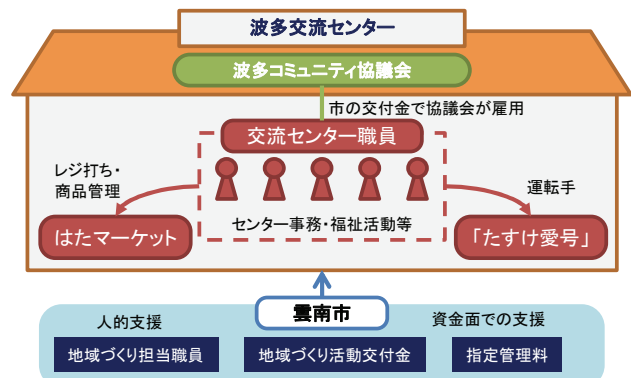 波多交流センター
波多コミュニティ協議会
市の交付金で協議会が雇用
交流センター職員
レジ打ち・
商品管理
運転手
はたマーケット
センター事務・福祉活動等
「たすけ愛号」
雲南市
人的支援
資金面での支援
地域づくり担当職員
地域づくり活動交付金
指定管理料